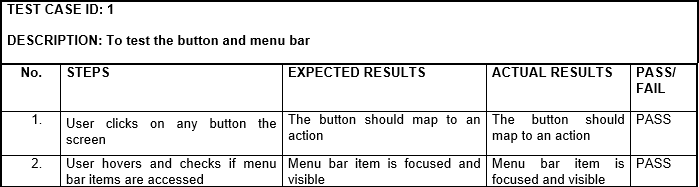 TEST CASE ID: 1
DESCRIPTION: To test the button and menu bar
No. STEPS EXPECTED RESULTS ACTUAL RESULTS PASS/
FAIL
1. User clicks on any button the
screen
The button should map to an
action
The button should
map to an action
PASS
2. User hovers and checks if menu
bar items are accessed
Menu bar item is focused and
visible
Menu bar item is
focused and visible
PASS